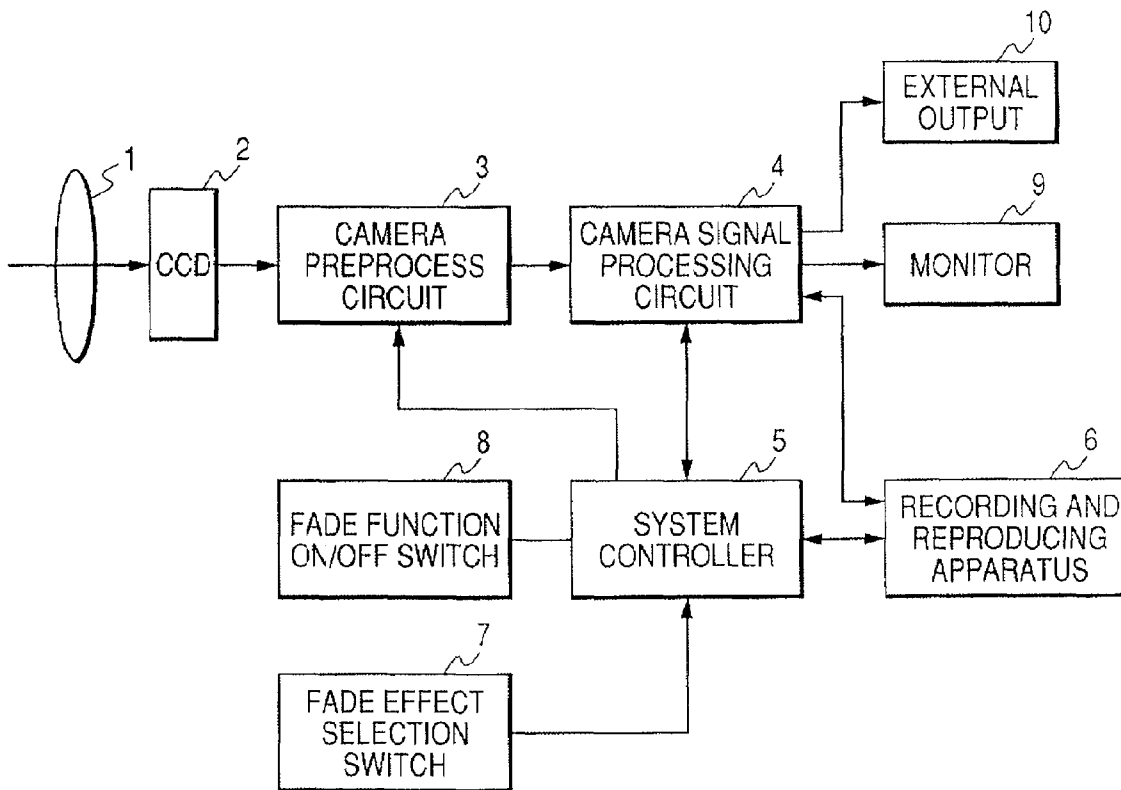 10
EXTERNAL
OUTPUT
1
2
CCD
3
CAMERA
PREPROCESS
CIRCUIT
4
CAMERA SIGNAL
PROCESSING
CIRCUIT
9
MONITOR
8
FADE FUNCTION
ON/OFF SWITCH
5
SYSTEM
CONTROLLER
6
RECORDING AND
REPRODUCING
APPARATUS
7
FADE EFFECT
SELECTION
SWITCH